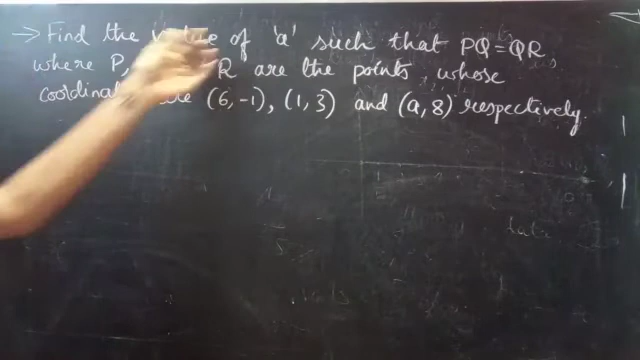 → Find the value of 'a' such that PQ = QR
where P, R are the points whose
(6,-1), (1, 3) and (a, 8) respectively.